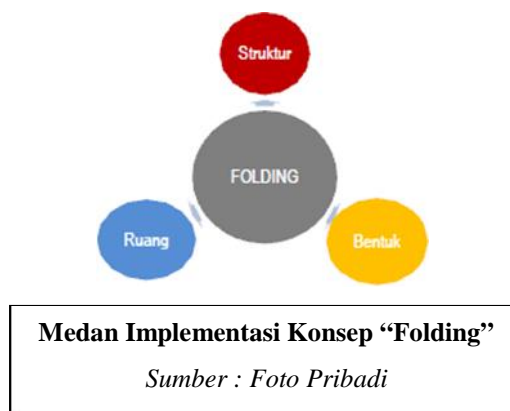 Struktur
FOLDING
Ruang
Bentuk
Medan Implementasi Konsep “Folding”
Sumber : Foto Pribadi